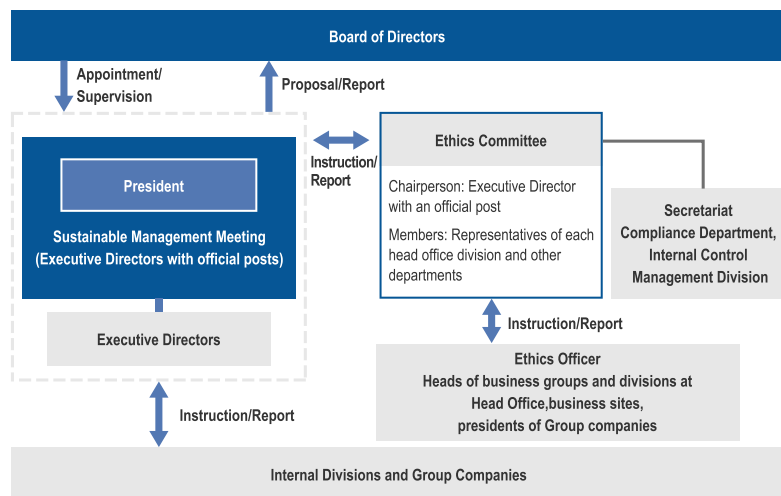 Board of Directors
Appointment/
Supervision
Proposal/Report
President
Sustainable Management Meeting
(Executive Directors with official posts)
Executive Directors
Instruction/
Report
Ethics Committee
Chairperson: Executive Director
with an official post
Members: Representatives of each
head office division and other
departments
Secretariat
Compliance Department,
Internal Control
Management Division
Instruction/Report
Ethics Officer
Heads of business groups and divisions at
Head Office,business sites,
presidents of Group companies
Instruction/Report
Internal Divisions and Group Companies